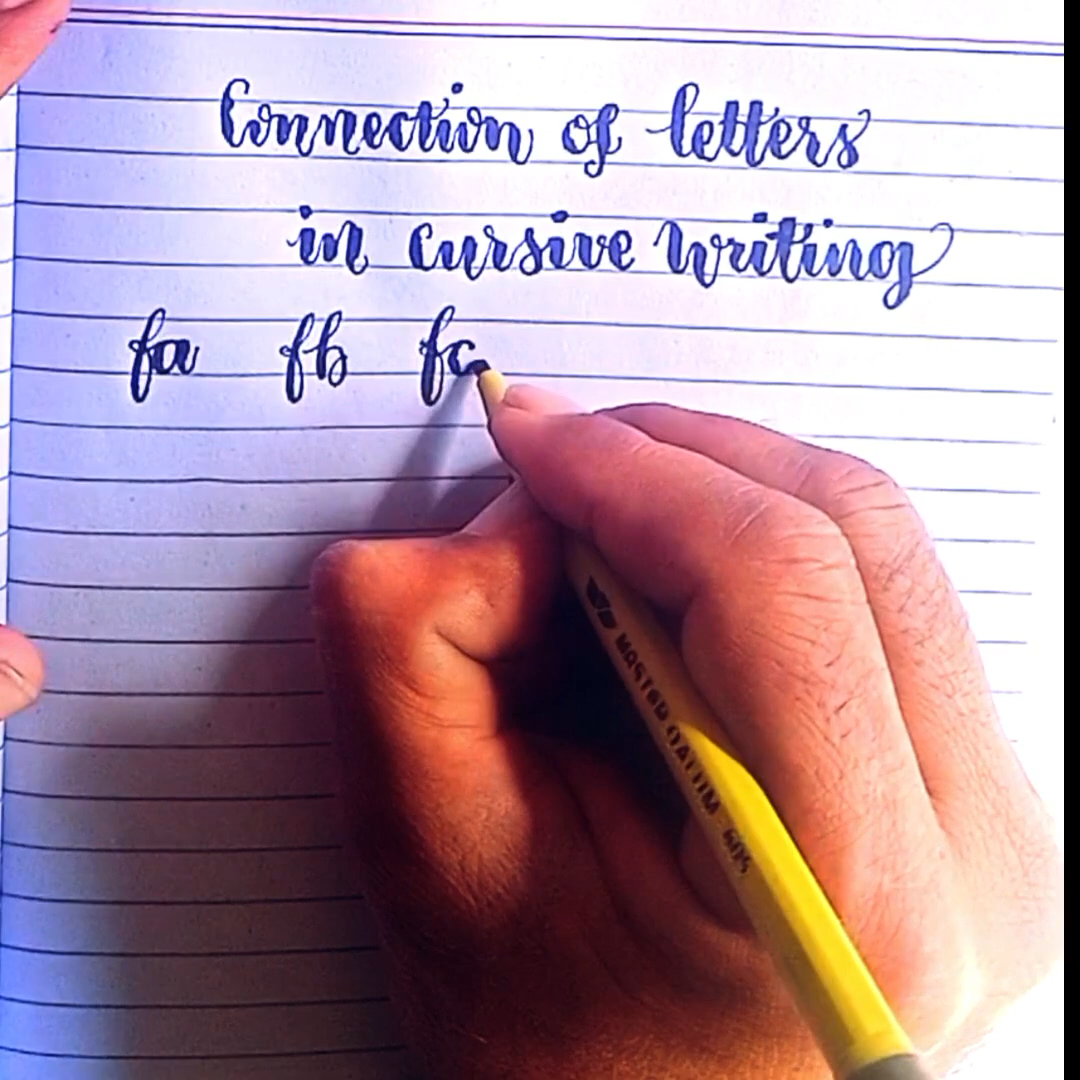 Connection of letters
in cursive writing
fa fb fc